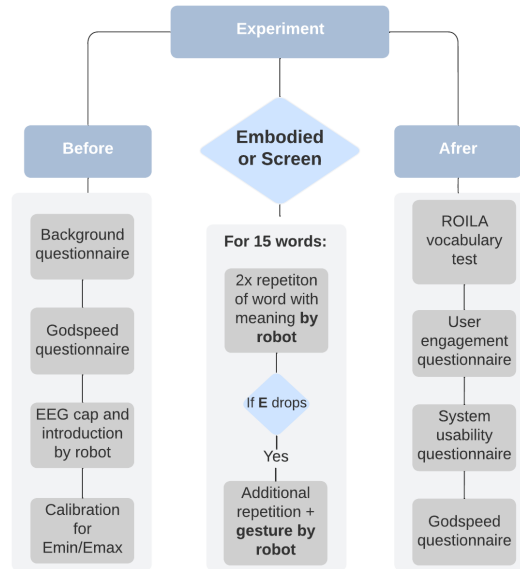 Experiment
Before
Background
questionnaire
Godspeed
questionnaire
EEG cap and
introduction
by robot
Calibration
for
Emin/Emax
Embodied
or Screen
For 15 words:
2x repetiton
of word with
meaning by
robot
If E drops
Yes
Additional
repetition +
gesture by
robot
Afrer
ROILA
vocabulary
test
User
engagement
questionnaire
System
usability
questionnaire
Godspeed
questionnaire